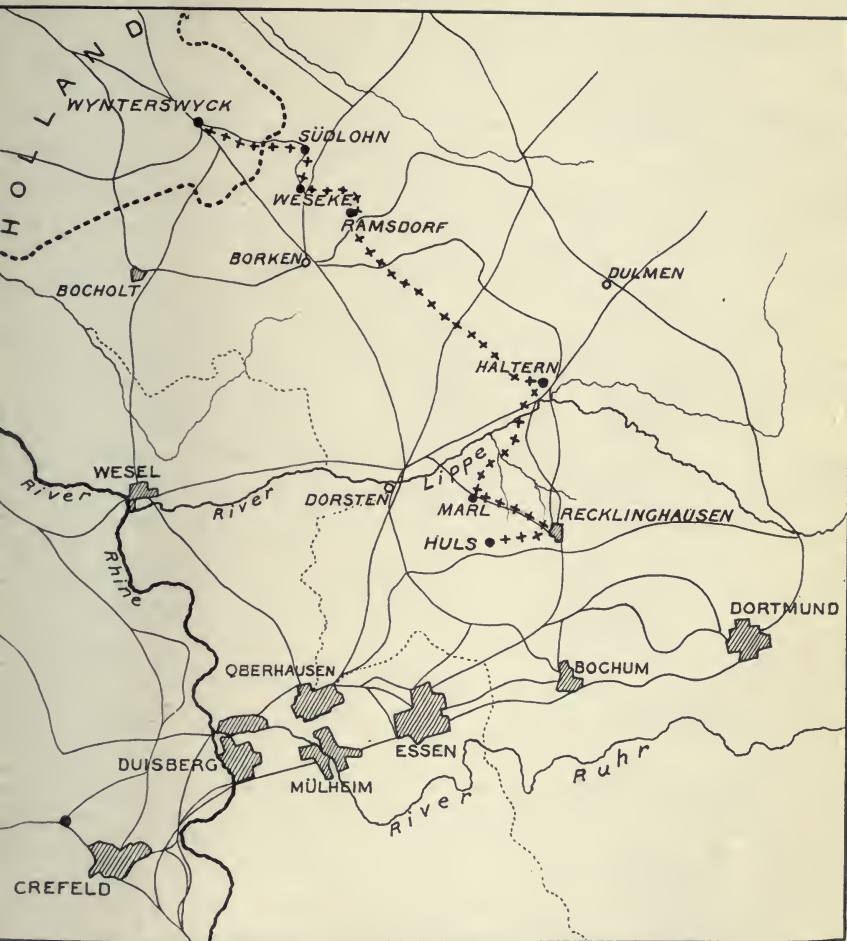 HOLLAND
WYNTERSWYCK
SÜDLOHN
WESEKE
RAMSDORF
BORKEN
BOCHOLT
DULMEN
HALTERN
WESEL
River
River
Lippe
DORSTEN
MARL
RECKLINGHAUSEN
HULS
Rhine
DORTMUND
OBERHAUSEN
BOCHUM
ESSEN
DUISBERG
MÜLHEIM
River Ruhr
CREFELD